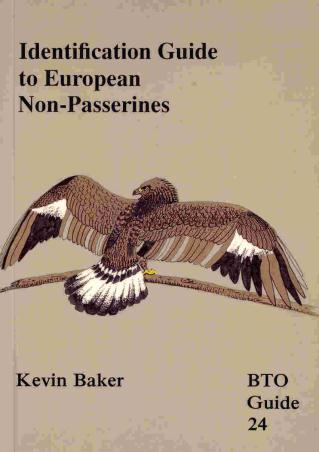 Identification Guide
to European
Non-Passerines
Kevin Baker
BTO
Guide
24